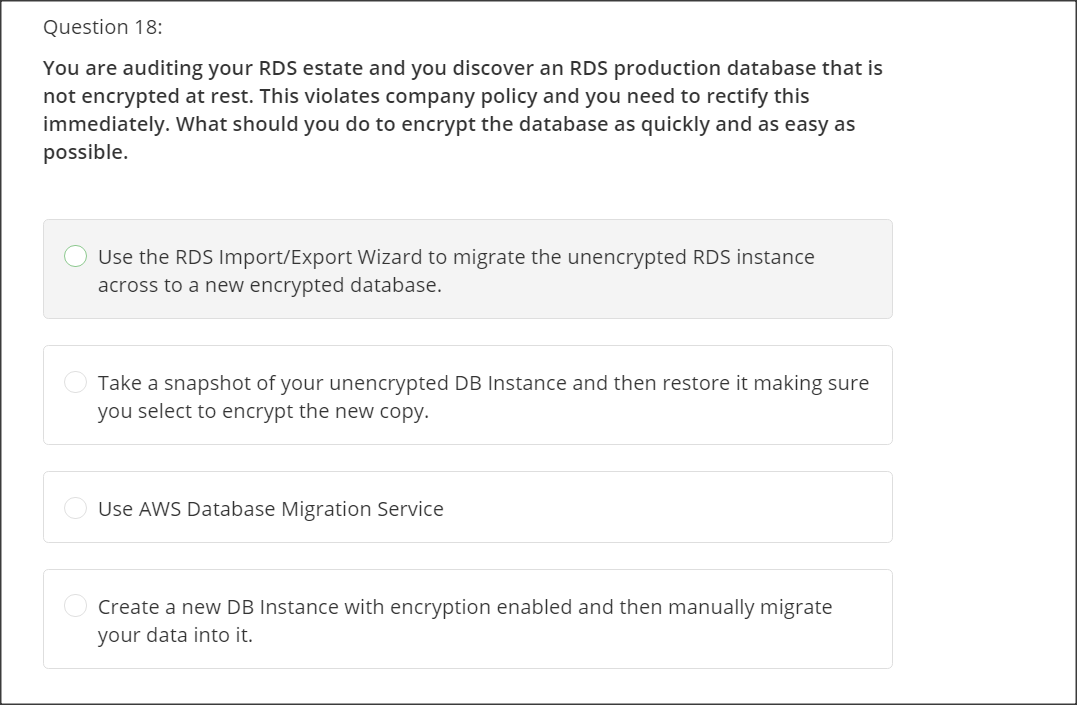 Question 18:
You are auditing your RDS estate and you discover an RDS production database that is
not encrypted at rest. This violates company policy and you need to rectify this
immediately. What should you do to encrypt the database as quickly and as easy as
possible.
Use the RDS Import/Export Wizard to migrate the unencrypted RDS instance
across to a new encrypted database.
Take a snapshot of your unencrypted DB Instance and then restore it making sure
you select to encrypt the new copy.
Use AWS Database Migration Service
Create a new DB Instance with encryption enabled and then manually migrate
your data into it.